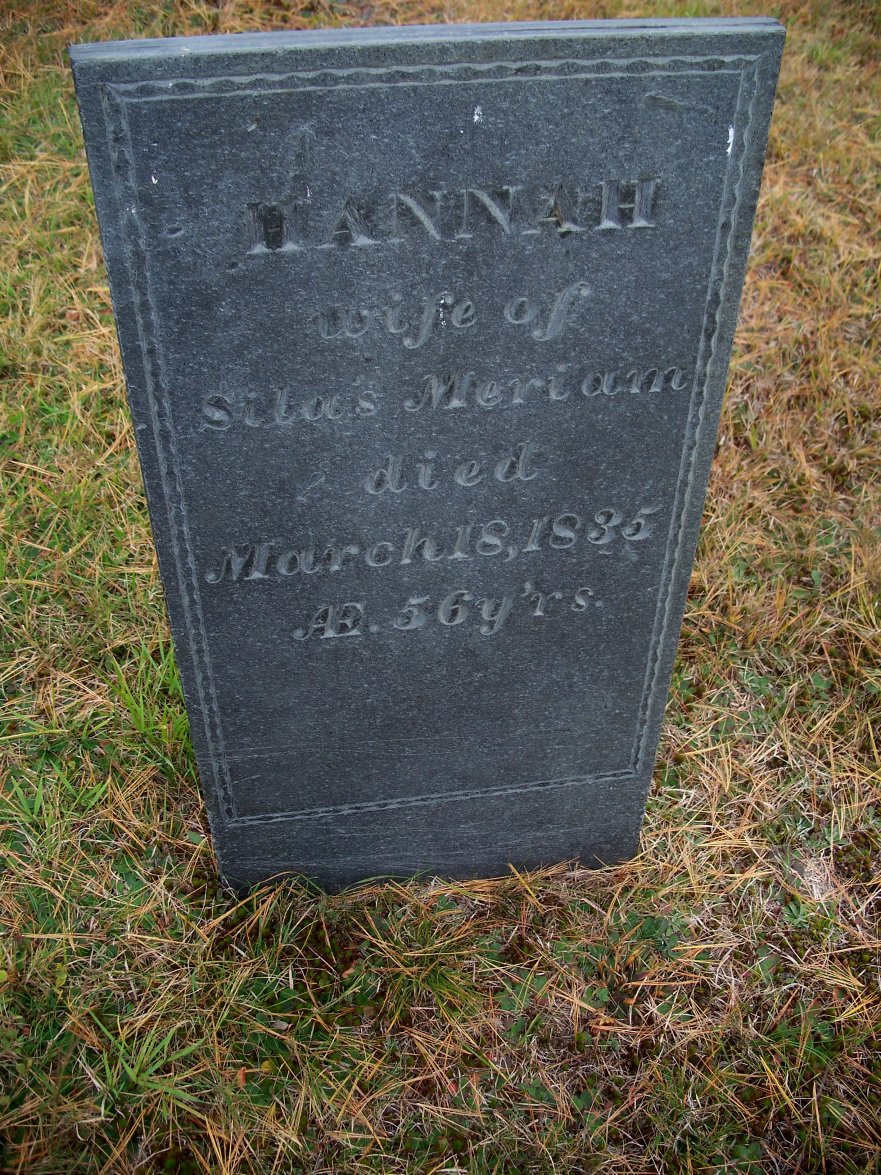 HANNAH
wife of
Silas Meriam
died
March 18, 1835
Æ. 56 y'rs.